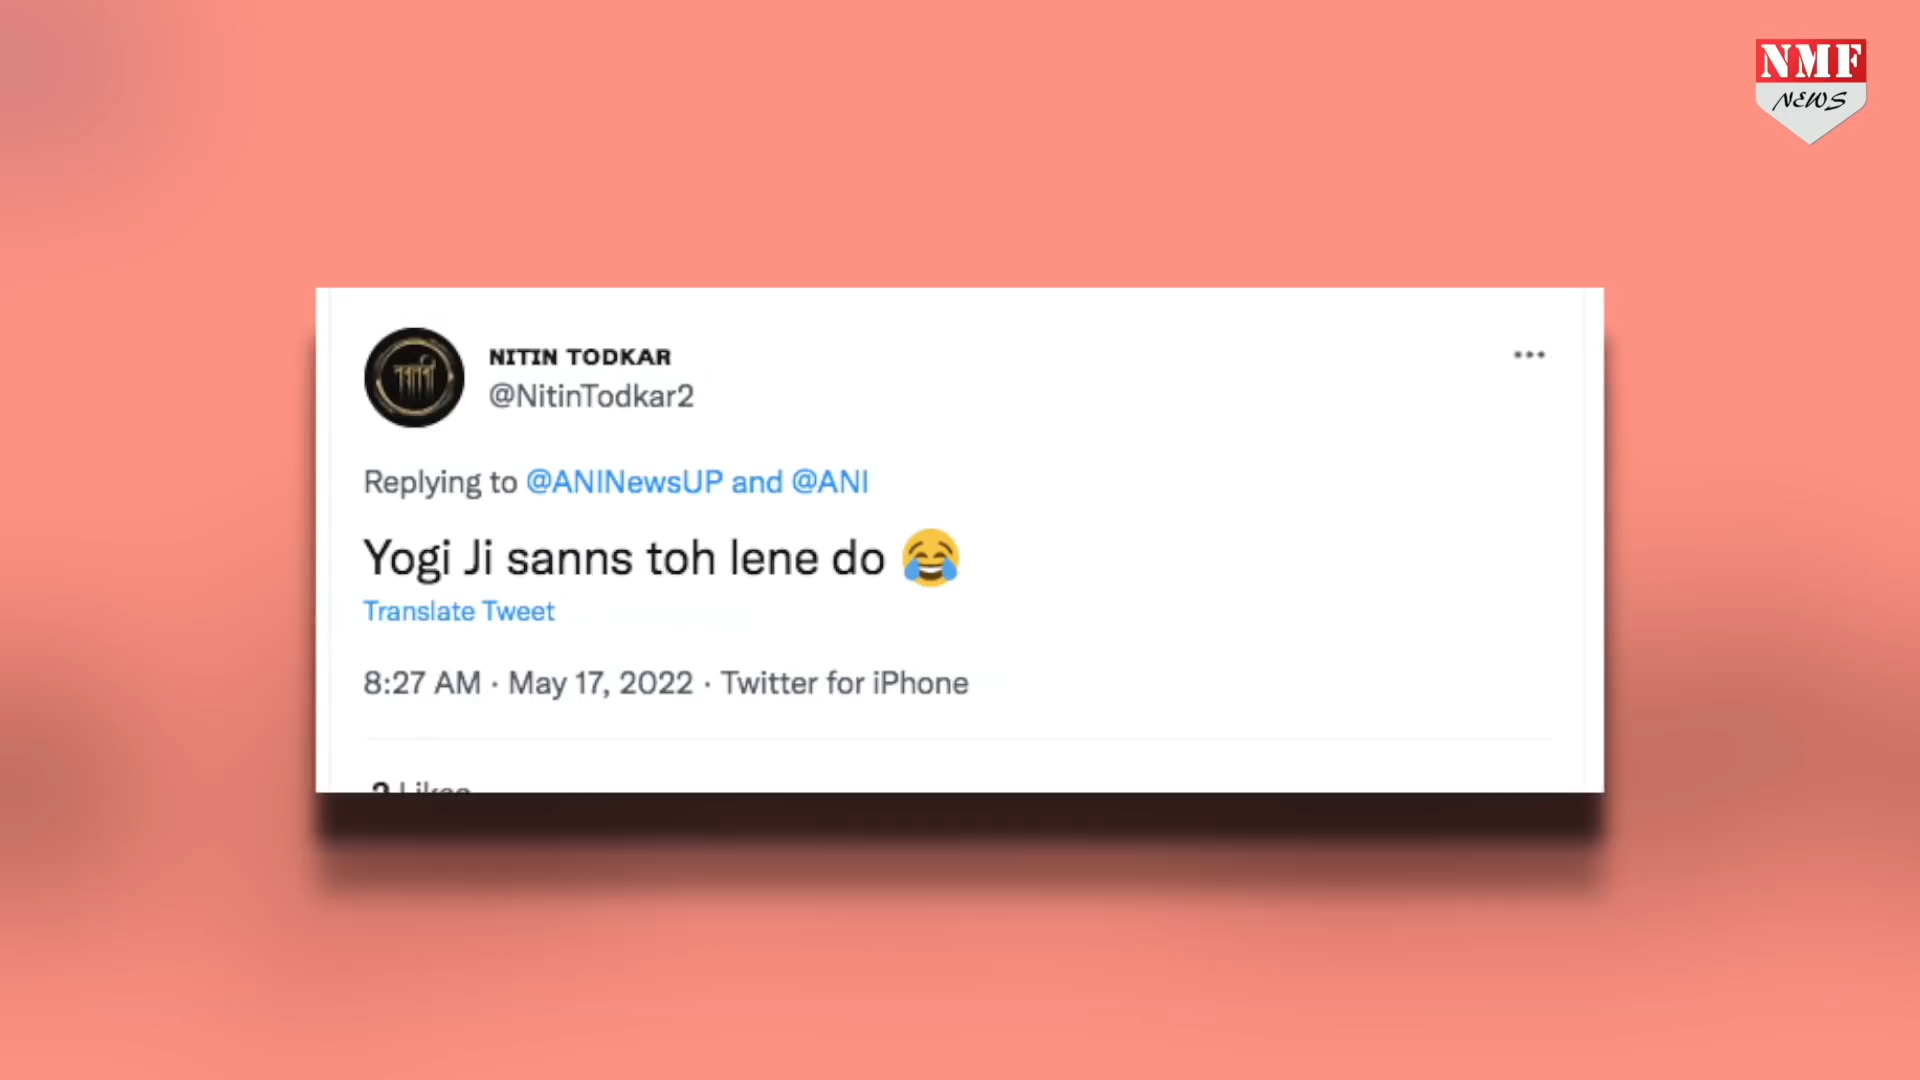 NMF
NEWS
NITIN TODKAR
@NitinTodkar2
Replying to @ANINewsUP and @ANI
Yogi Ji sanns toh lene do 😂
Translate Tweet
8:27 AM · May 17, 2022 · Twitter for iPhone
Likes